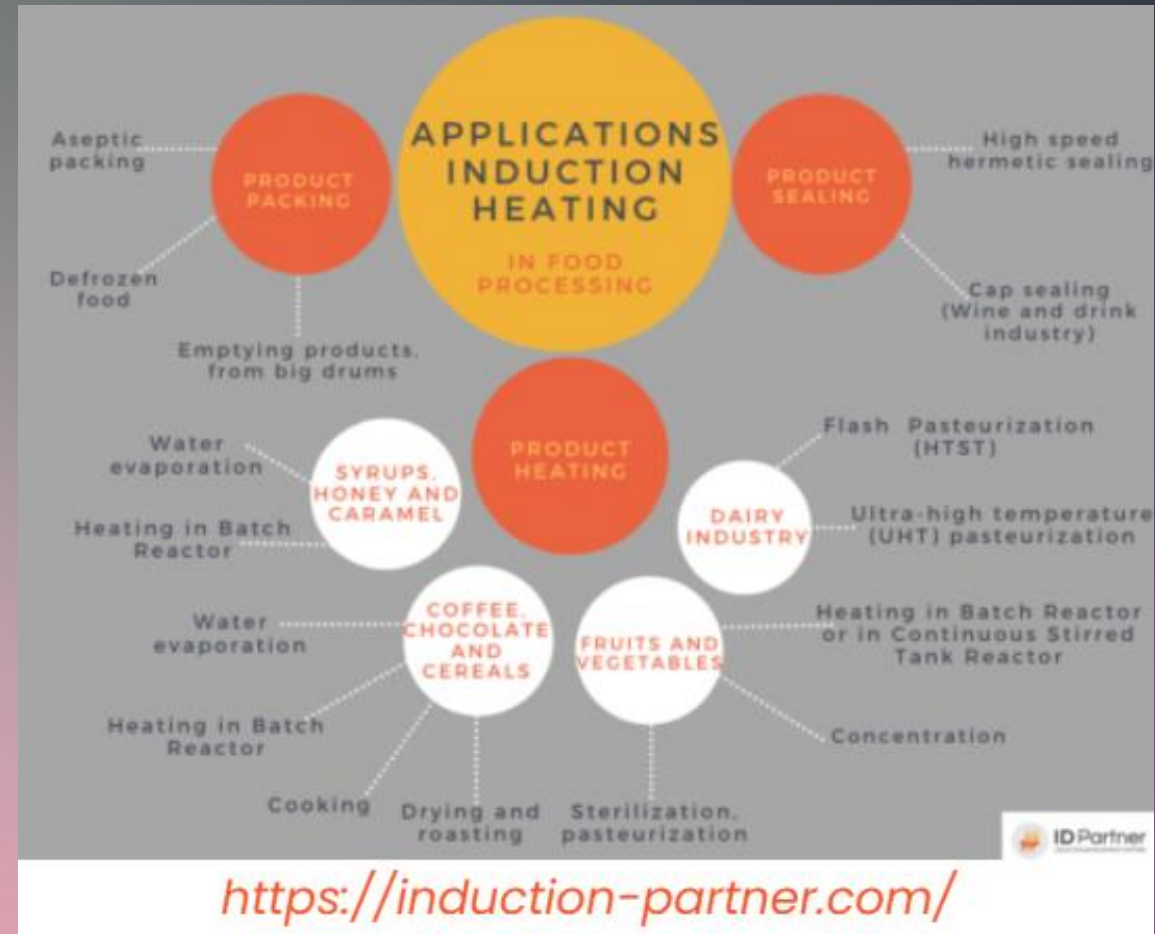 APPLICATIONS
INDUCTION
HEATING
IN FOOD
PROCESSING
PRODUCT
PACKING
Aseptic
packing
Defrozen
food
Emptying products,
from big drums
PRODUCT
SEALING
High speed
hermetic sealing
Cap sealing
(Wine and drink
industry)
PRODUCT
HEATING
SYRUPS,
HONEY AND
CARAMEL
Water
evaporation
Heating in Batch
Reactor
COFFEE,
CHOCOLATE
AND
CEREALS
Water
evaporation
Heating in Batch
Reactor
Cooking
Drying and
roasting
FRUITS AND
VEGETABLES
Sterilization,
pasteurization
Concentration
Heating in Batch Reactor
or in Continuous Stirred
Tank Reactor
DAIRY
INDUSTRY
Flash Pasteurization
(HTST)
Ultra-high temperature
(UHT) pasteurization
ID Partner
https://induction-partner.com/